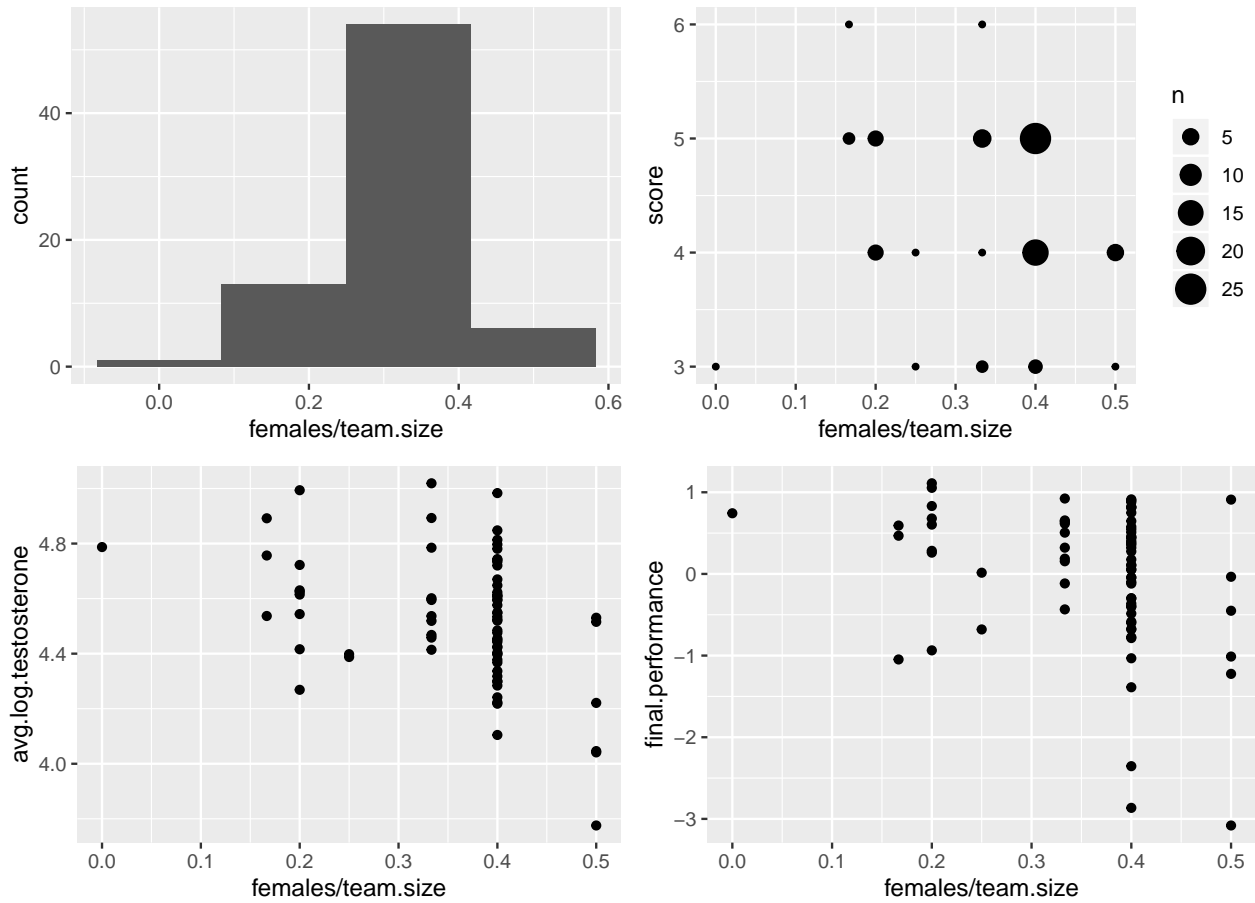 40
20
0
count
0.0 0.2 0.4 0.6
females/team.size
6
5
4
3
score
0.0 0.1 0.2 0.3 0.4 0.5
females/team.size
n
5
10
15
20
25
4.8
4.4
4.0
avg.log.testosterone
0.0 0.1 0.2 0.3 0.4 0.5
females/team.size
1
0
−1
−2
−3
final.performance
0.0 0.1 0.2 0.3 0.4 0.5
females/team.size